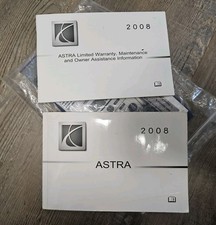 2008
ASTRA Limited Warranty, Maintenance
and Owner Assistance Information
2008
ASTRA